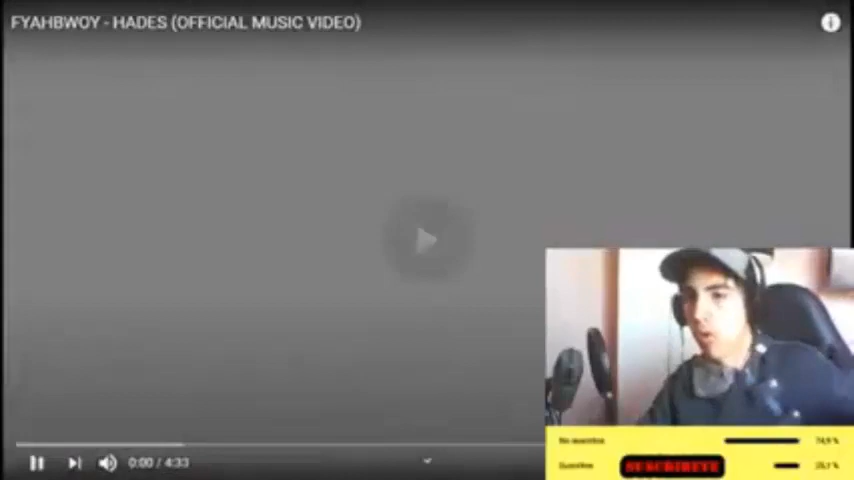 FYAHBWOY - HADES (OFFICIAL MUSIC VIDEO)
0:00 / 4:33
No suscritos 74,9 %
Suscritos SUSCRIBETE 25,1 %